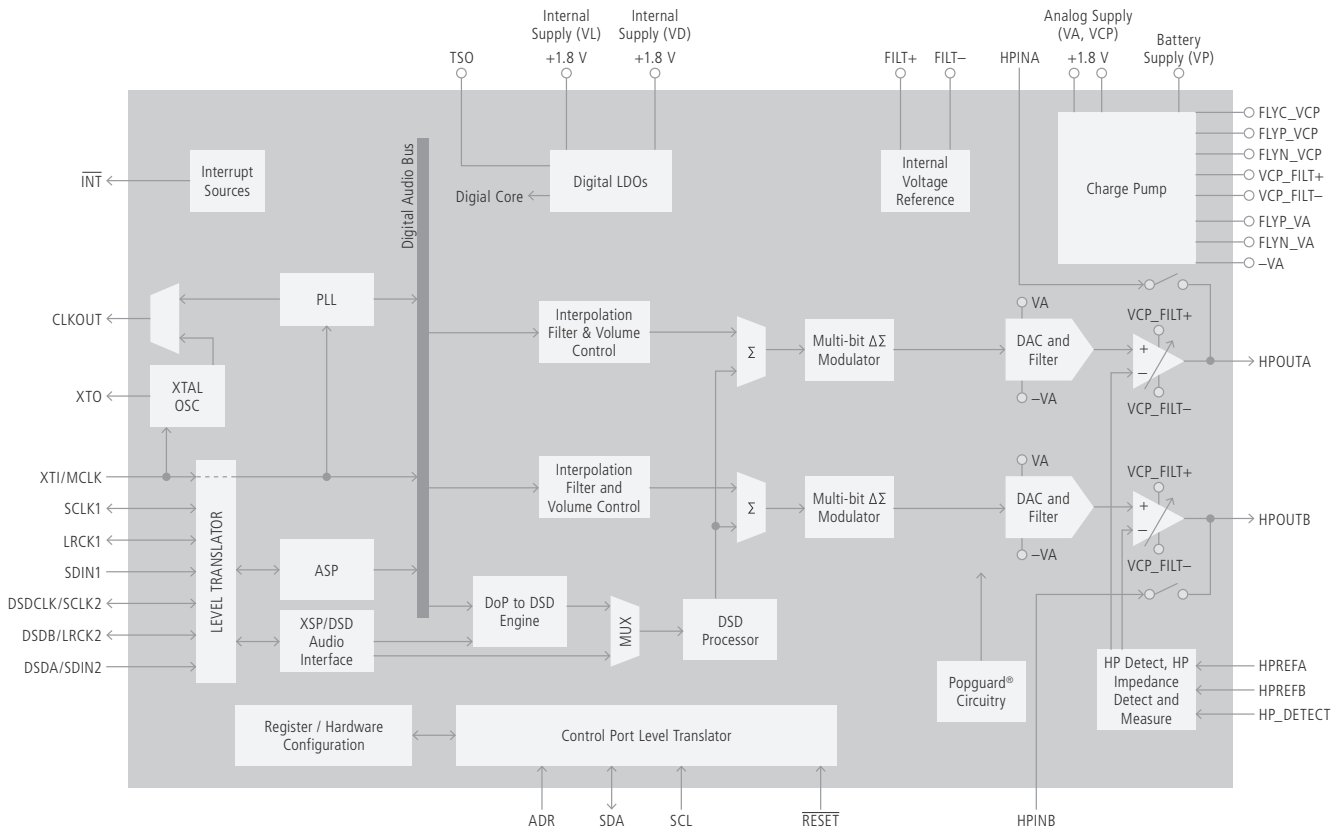 Internal
Supply (VL)
+1.8 V
Internal
Supply (VD)
+1.8 V
Analog Supply
(VA, VCP)
+1.8 V
Battery
Supply (VP)
TSO
FILT+
FILT–
HPINA
FLYC_VCP
FLYP_VCP
FLYN_VCP
VCP_FILT+
VCP_FILT–
FLYP_VA
FLYN_VA
–VA
Interrupt
Sources
INT
Digital Audio Bus
Digital LDOs
Digial Core
Internal
Voltage
Reference
Charge Pump
PLL
CLKOUT
XTAL
OSC
XTO
Interpolation
Filter & Volume
Control
Σ
Multi-bit ΔΣ
Modulator
VA
DAC and
Filter
–VA
VCP_FILT+
+
–
VCP_FILT–
HPOUTA
XTI/MCLK
SCLK1
LRCK1
SDIN1
DSDCLK/SCLK2
DSDB/LRCK2
DSDA/SDIN2
LEVEL TRANSLATOR
Interpolation
Filter and
Volume Control
Σ
Multi-bit ΔΣ
Modulator
VA
DAC and
Filter
–VA
VCP_FILT+
+
–
VCP_FILT–
HPOUTB
ASP
XSP/DSD
Audio
Interface
DoP to DSD
Engine
MUX
DSD
Processor
Popguard®
Circuitry
HP Detect, HP
Impedance
Detect and
Measure
HPREFA
HPREFB
HP_DETECT
Register / Hardware
Configuration
Control Port Level Translator
ADR
SDA
SCL
RESET
HPINB